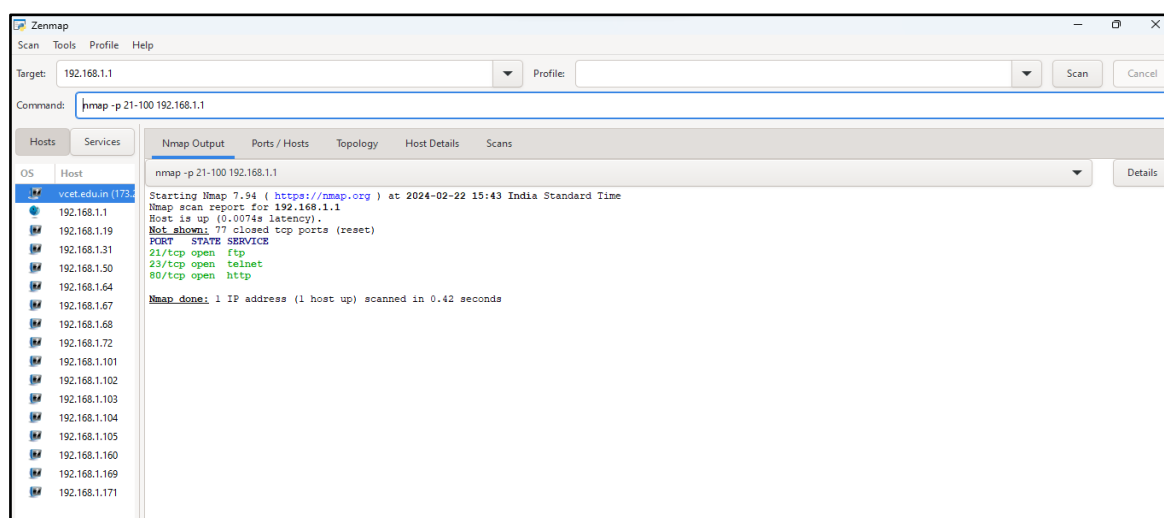 Zenmap
Scan Tools Profile Help
Target: 192.168.1.1 Profile: Scan Cancel
Command: nmap -p 21-100 192.168.1.1
Hosts Services
Nmap Output Ports / Hosts Topology Host Details Scans
OS Host
nmap -p 21-100 192.168.1.1 Details
vcet.edu.in (173.2
192.168.1.1
192.168.1.19
192.168.1.31
192.168.1.50
192.168.1.64
192.168.1.67
192.168.1.68
192.168.1.72
192.168.1.101
192.168.1.102
192.168.1.103
192.168.1.104
192.168.1.105
192.168.1.160
192.168.1.169
192.168.1.171
Starting Nmap 7.94 ( https://nmap.org ) at 2024-02-22 15:43 India Standard Time
Nmap scan report for 192.168.1.1
Host is up (0.0074s latency).
Not shown: 77 closed tcp ports (reset)
PORT STATE SERVICE
21/tcp open ftp
23/tcp open telnet
80/tcp open http
Nmap done: 1 IP address (1 host up) scanned in 0.42 seconds